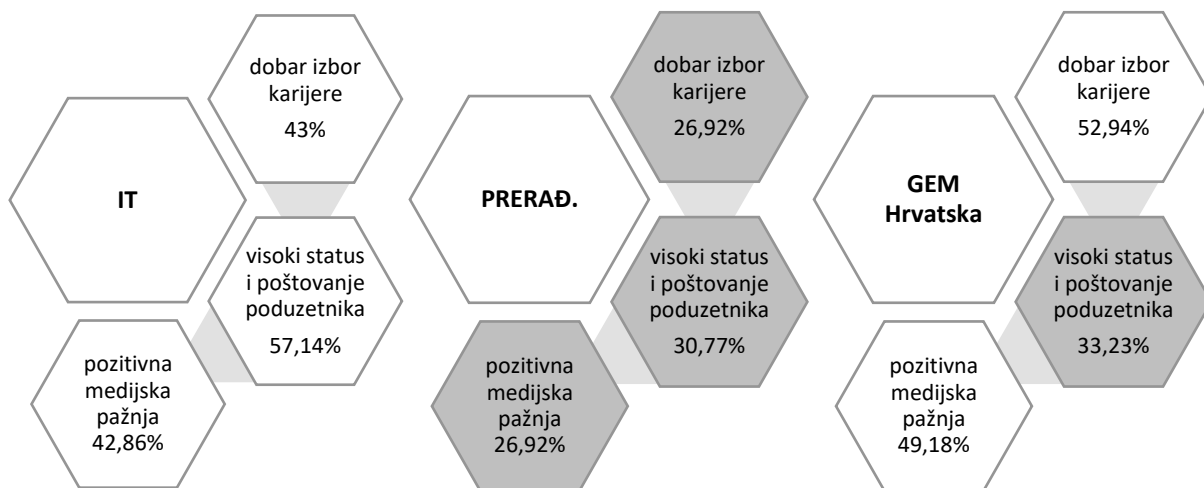 IT
dobar izbor
karijere
43%
visoki status
i poštovanje
poduzetnika
57,14%
pozitivna
medijska
pažnja
42,86%
PRERAĐ.
dobar izbor
karijere
26,92%
visoki status
i poštovanje
poduzetnika
30,77%
pozitivna
medijska
pažnja
26,92%
GEM
Hrvatska
dobar izbor
karijere
52,94%
visoki status
i poštovanje
poduzetnika
33,23%
pozitivna
medijska
pažnja
49,18%